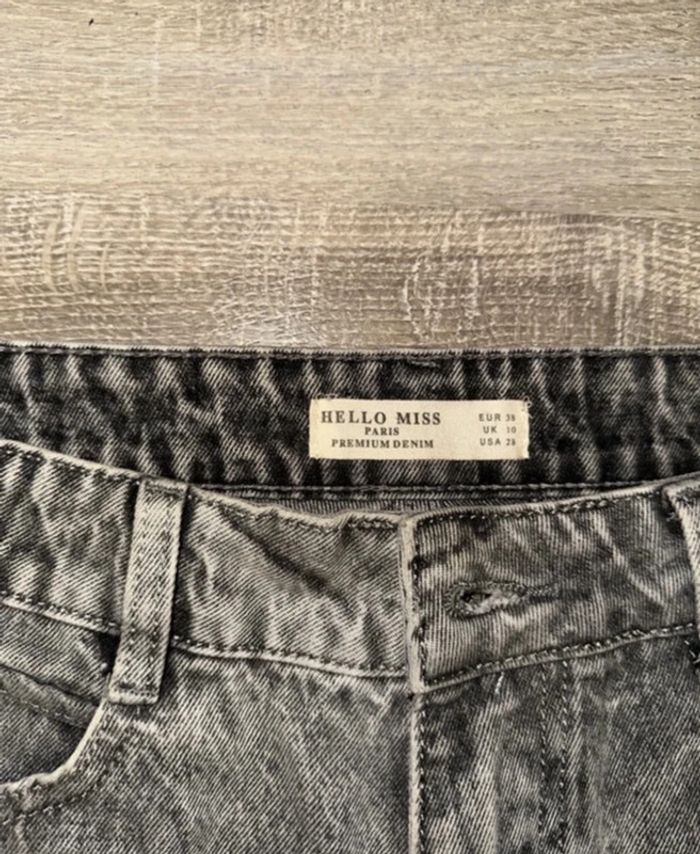 HELLO MISS
PARIS
PREMIUM DENIM
EUR 38
UK 10
USA 28